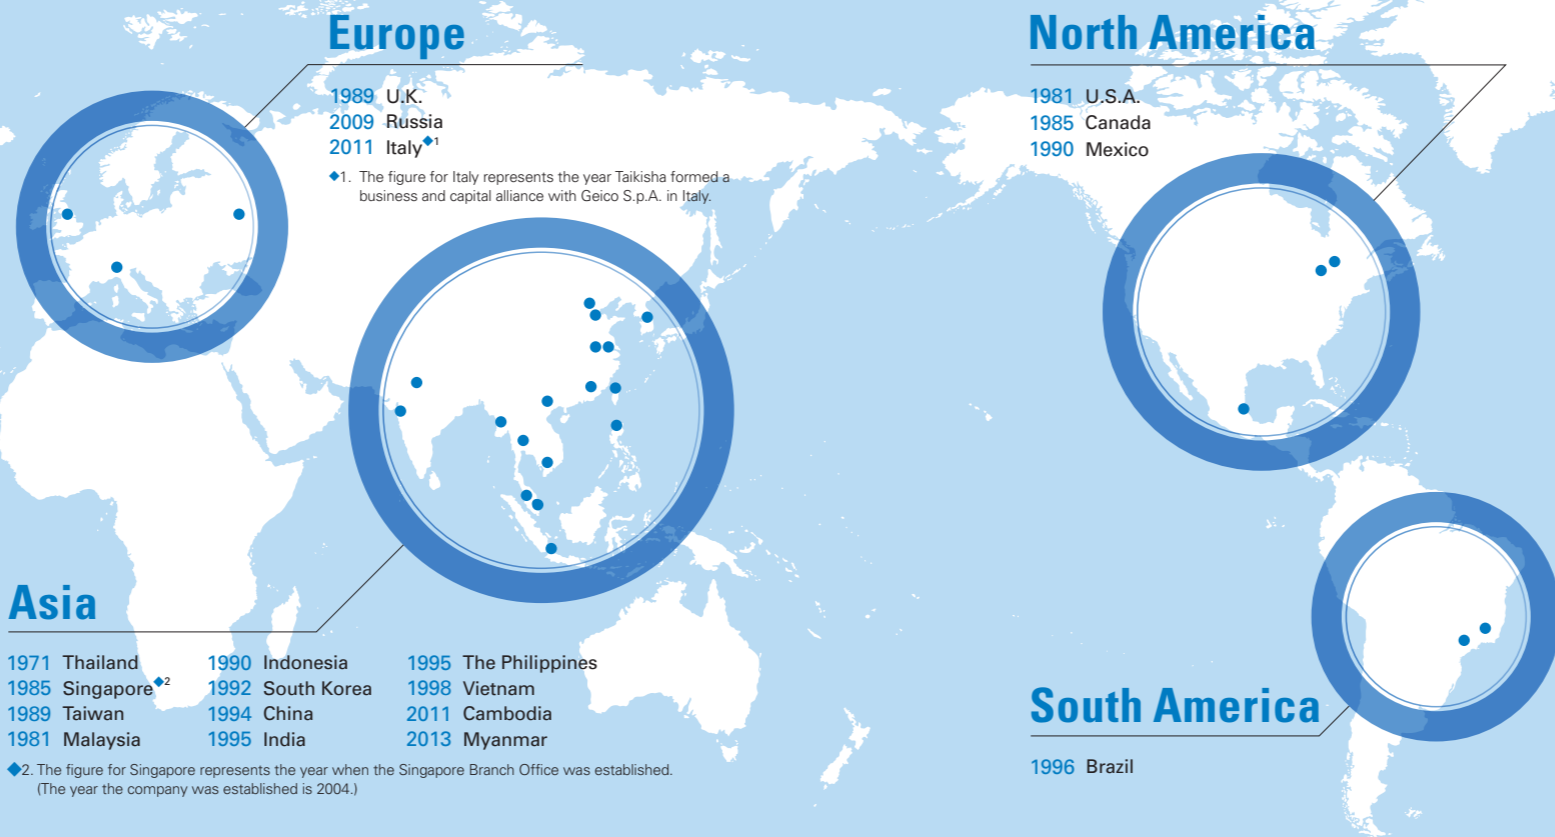 Europe
1989 U.K.
2009 Russia
2011 Italy◆1
◆1. The figure for Italy represents the year Taikisha formed a
business and capital alliance with Geico S.p.A. in Italy.
North America
1981 U.S.A.
1985 Canada
1990 Mexico
Asia
1971 Thailand
1985 Singapore◆2
1989 Taiwan
1981 Malaysia
1990 Indonesia
1992 South Korea
1994 China
1995 India
1995 The Philippines
1998 Vietnam
2011 Cambodia
2013 Myanmar
◆2. The figure for Singapore represents the year when the Singapore Branch Office was established.
(The year the company was established is 2004.)
South America
1996 Brazil